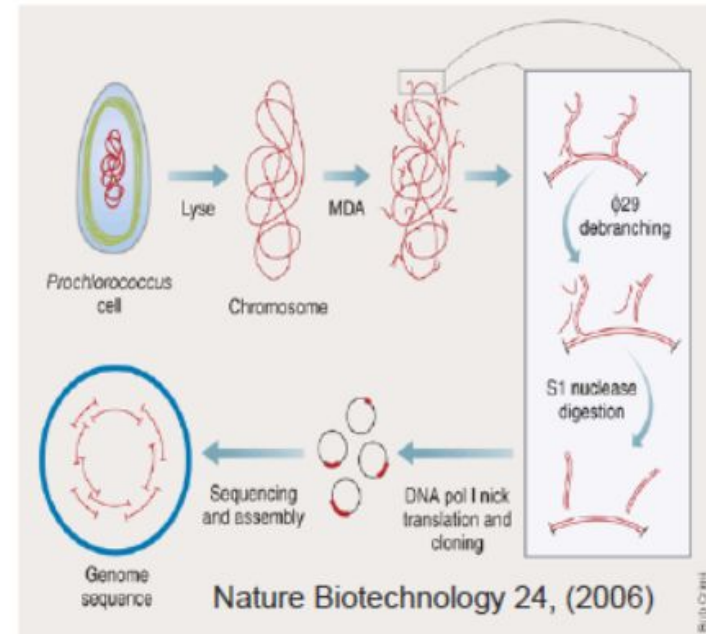 Lyse
MDA
Prochlorococcus
cell
Chromosome
ϕ29
debranching
S1 nuclease
digestion
DNA pol I nick
translation and
cloning
Sequencing
and assembly
Genome
sequence
Nature Biotechnology 24, (2006)